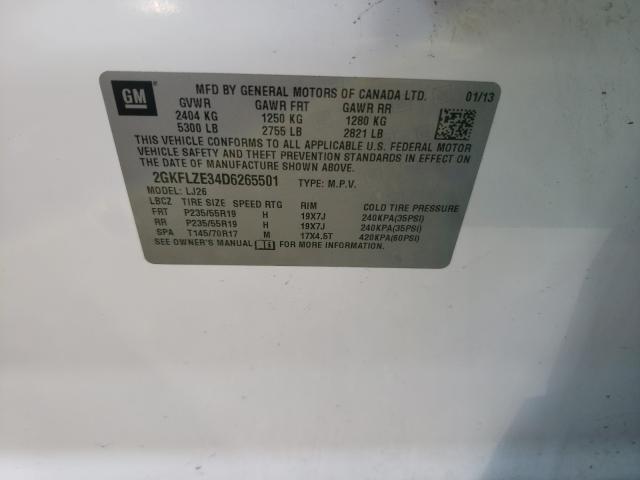 GM
MFD BY GENERAL MOTORS OF CANADA LTD. 01/13
GVWR GAWR FRT GAWR RR
2404 KG 1250 KG 1280 KG
5300 LB 2755 LB 2821 LB
THIS VEHICLE CONFORMS TO ALL APPLICABLE U.S. FEDERAL MOTOR
VEHICLE SAFETY AND THEFT PREVENTION STANDARDS IN EFFECT ON
THE DATE OF MANUFACTURE SHOWN ABOVE.
2GKFLZE34D6265501 TYPE: M.P.V.
MODEL: LJ26
LBCZ TIRE SIZE SPEED RTG RIM COLD TIRE PRESSURE
FRT P235/55R19 H 19X7J 240KPA(35PSI)
RR P235/55R19 H 19X7J 240KPA(35PSI)
SPA T145/70R17 M 17X4.5T 420KPA(60PSI)
SEE OWNER'S MANUAL FOR MORE INFORMATION.